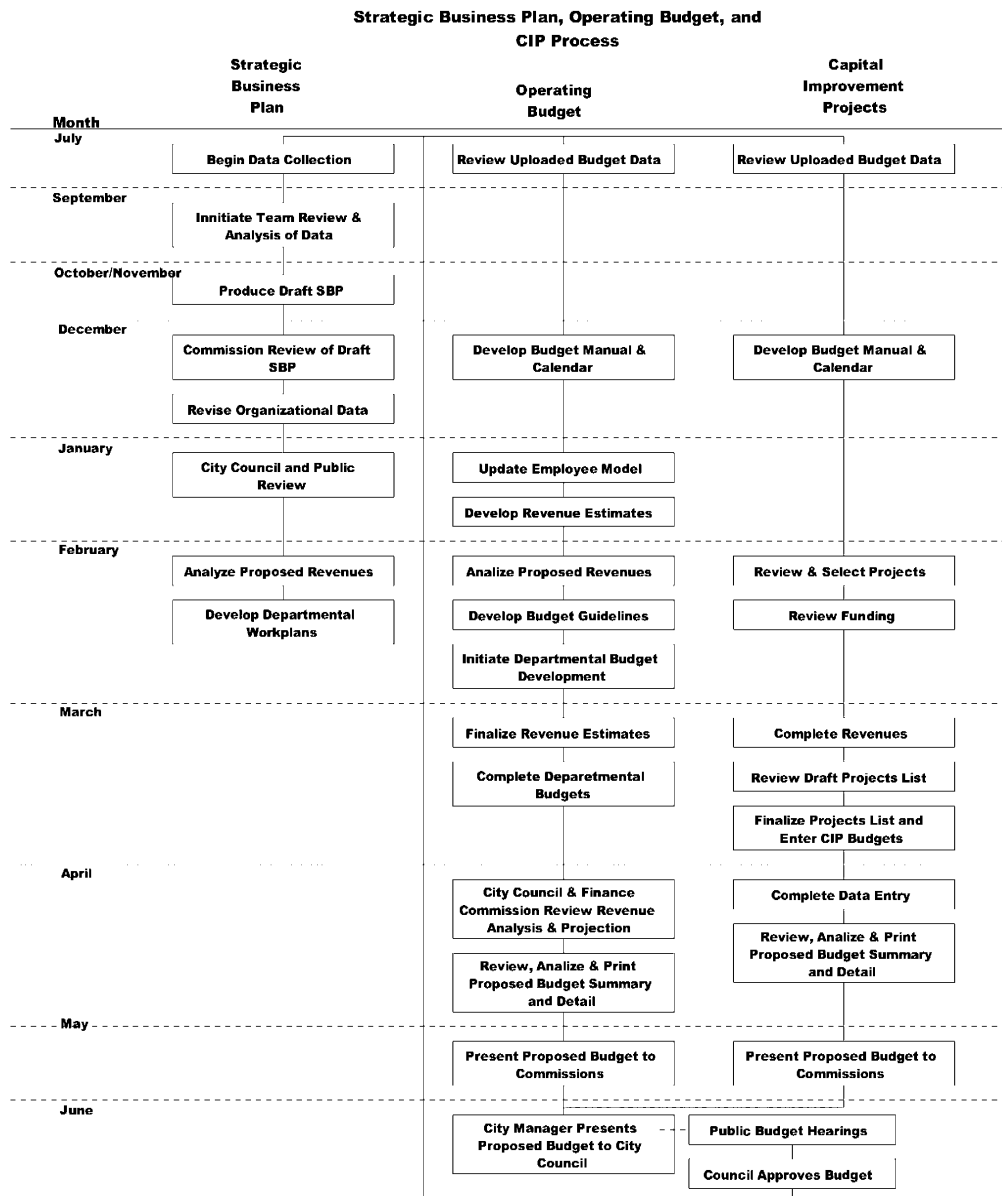 Strategic Business Plan, Operating Budget, and
CIP Process
Strategic
Business
Plan
Operating
Budget
Capital
Improvement
Projects
Month
July
Begin Data Collection
Review Uploaded Budget Data
Review Uploaded Budget Data
September
Innitiate Team Review &
Analysis of Data
October/November
Produce Draft SBP
December
Commission Review of Draft
SBP
Develop Budget Manual &
Calendar
Develop Budget Manual &
Calendar
Revise Organizational Data
January
City Council and Public
Review
Update Employee Model
Develop Revenue Estimates
February
Analyze Proposed Revenues
Analize Proposed Revenues
Review & Select Projects
Develop Departmental
Workplans
Develop Budget Guidelines
Review Funding
Initiate Departmental Budget
Development
March
Finalize Revenue Estimates
Complete Revenues
Complete Deparetmental
Budgets
Review Draft Projects List
Finalize Projects List and
Enter CIP Budgets
April
City Council & Finance
Commission Review Revenue
Analysis & Projection
Complete Data Entry
Review, Analize & Print
Proposed Budget Summary
and Detail
Review, Analize & Print
Proposed Budget Summary
and Detail
May
Present Proposed Budget to
Commissions
Present Proposed Budget to
Commissions
June
City Manager Presents
Proposed Budget to City
Council
Public Budget Hearings
Council Approves Budget